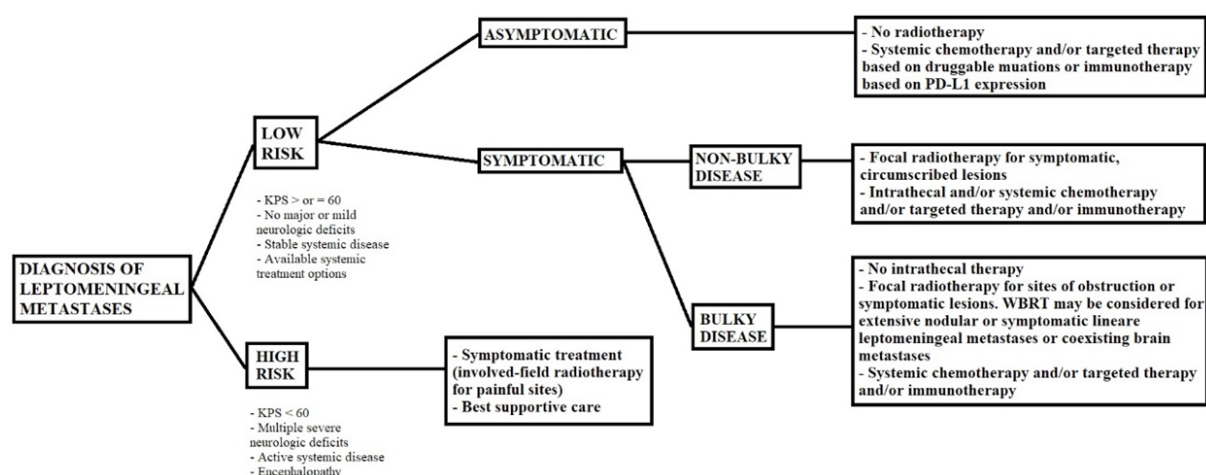 DIAGNOSIS OF
LEPTOMENINGEAL
METASTASES
LOW
RISK
- KPS > or = 60
- No major or mild
neurologic deficits
- Stable systemic disease
- Available systemic
treatment options
ASYMPTOMATIC
- No radiotherapy
- Systemic chemotherapy and/or targeted therapy
based on druggable muations or immunotherapy
based on PD-L1 expression
SYMPTOMATIC
NON-BULKY
DISEASE
- Focal radiotherapy for symptomatic,
circumscribed lesions
- Intrathecal and/or systemic chemotherapy
and/or targeted therapy and/or immunotherapy
BULKY
DISEASE
- No intrathecal therapy
- Focal radiotherapy for sites of obstruction or
symptomatic lesions. WBRT may be considered for
extensive nodular or symptomatic lineare
leptomeningeal metastases or coexisting brain
metastases
- Systemic chemotherapy and/or targeted therapy
and/or immunotherapy
HIGH
RISK
- KPS < 60
- Multiple severe
neurologic deficits
- Active systemic disease
- Encephalopathy
- Symptomatic treatment
(involved-field radiotherapy
for painful sites)
- Best supportive care